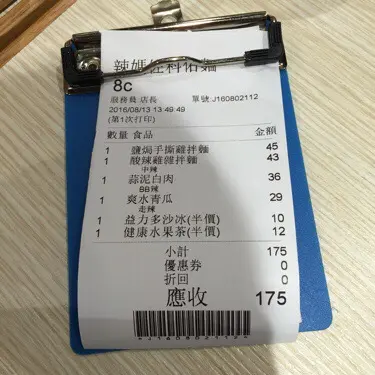 辣媽
8c
服務員 店長 單號:J160802112
2016/08/13 13:49:49
(第1次打印)
數量 食品 金額
1 鹽焗手撕雞拌麵 45
1 酸辣雞雜拌麵 43
中辣
1 蒜泥白肉 36
BB辣
1 爽水青瓜 29
走辣
1 益力多沙冰(半價) 10
1 健康水果茶(半價) 12
小計 175
優惠券 0
折回 0
應收 175
*J160802112*